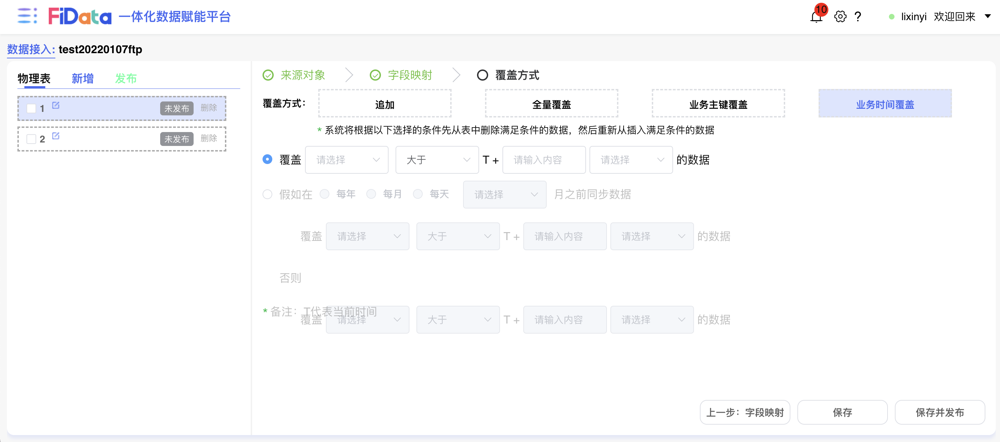 FiData 一体化数据赋能平台
10
? lixinyi 欢迎回来
数据接入: test20220107ftp
物理表 新增 发布
1 未发布 删除
2 未发布 删除
来源对象 字段映射 覆盖方式
覆盖方式： 追加 全量覆盖 业务主键覆盖 业务时间覆盖
* 系统将根据以下选择的条件先从表中删除满足条件的数据，然后重新从插入满足条件的数据
覆盖 请选择 大于 T + 请输入内容 请选择 的数据
假如在 每年 每月 每天 请选择 月之前同步数据
覆盖 请选择 大于 T + 请输入内容 请选择 的数据
否则
* 备注：T代表当前时间
覆盖 请选择 大于 T + 请输入内容 请选择 的数据
上一步：字段映射 保存 保存并发布